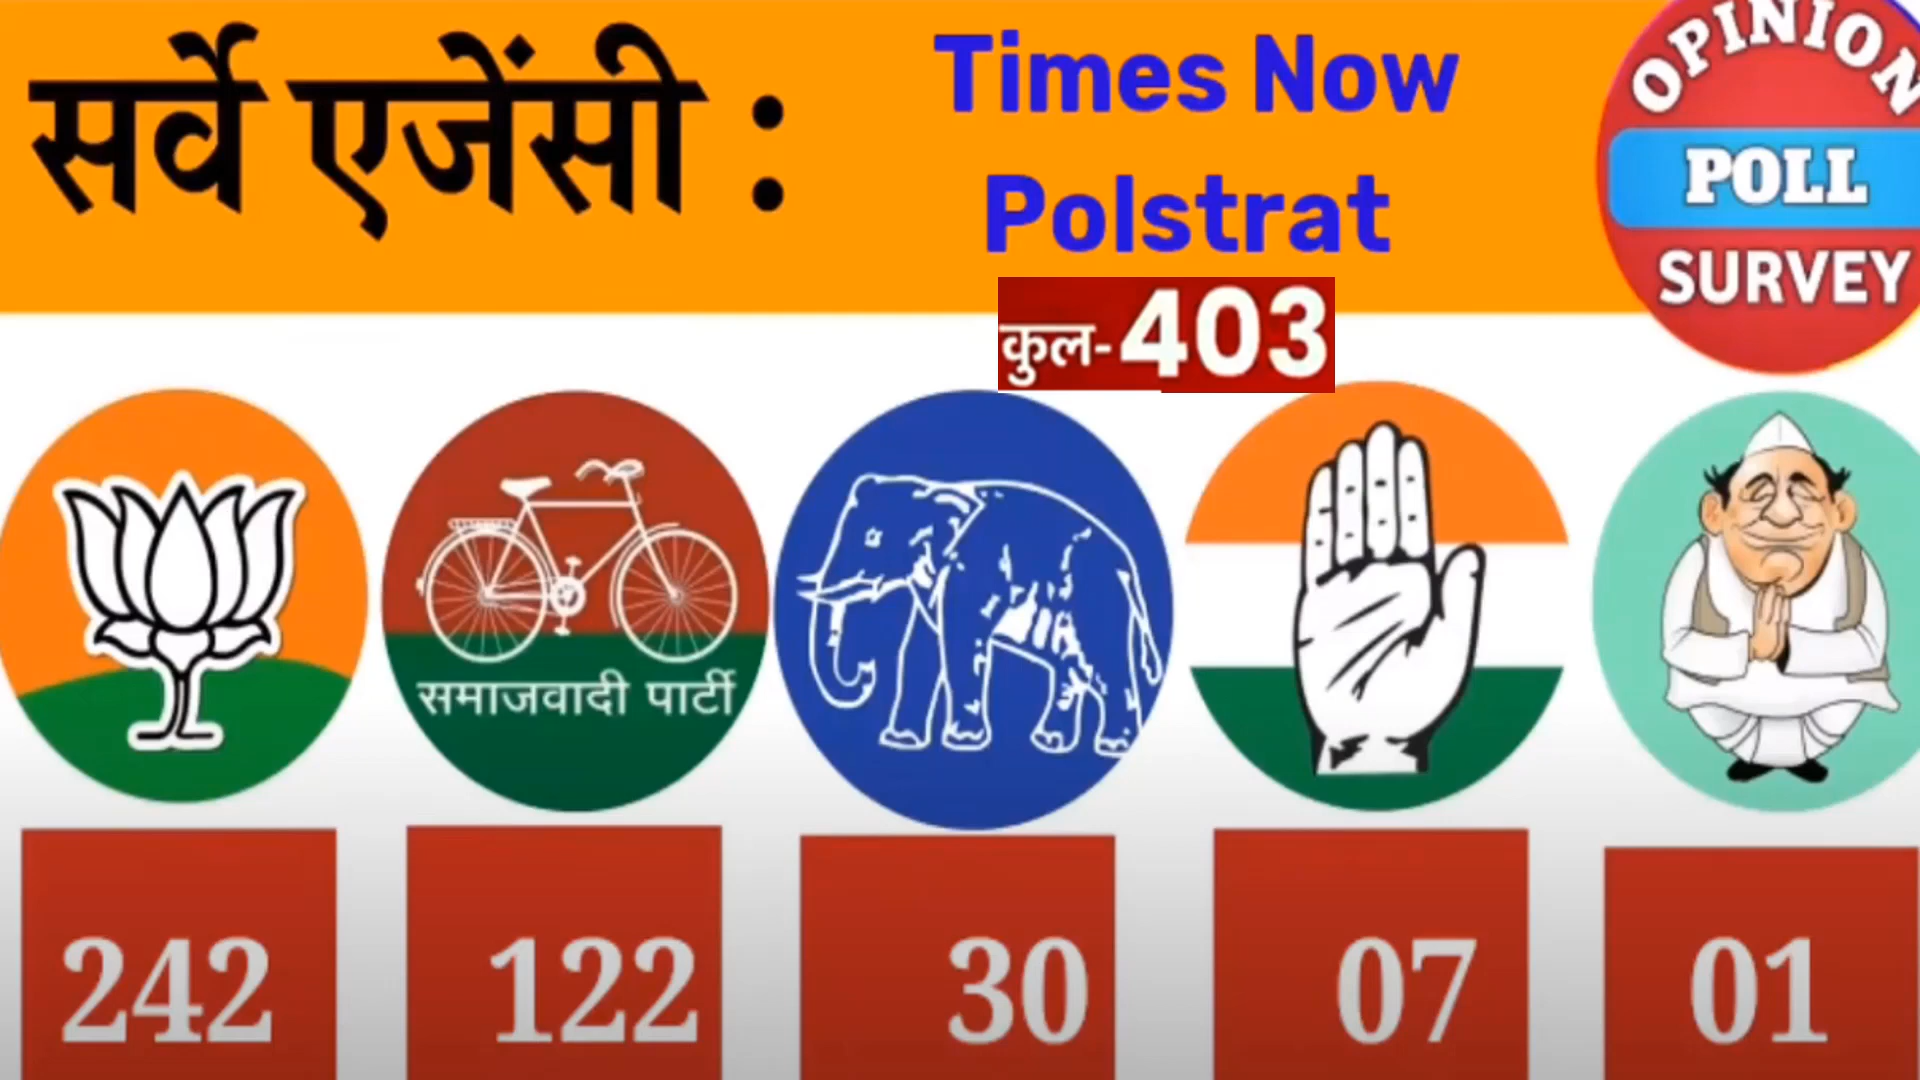 सर्वे एजेंसी :
Times Now
Polstrat
OPINION
POLL
SURVEY
कुल-403
समाजवादी पार्टी
242
122
30
07
01